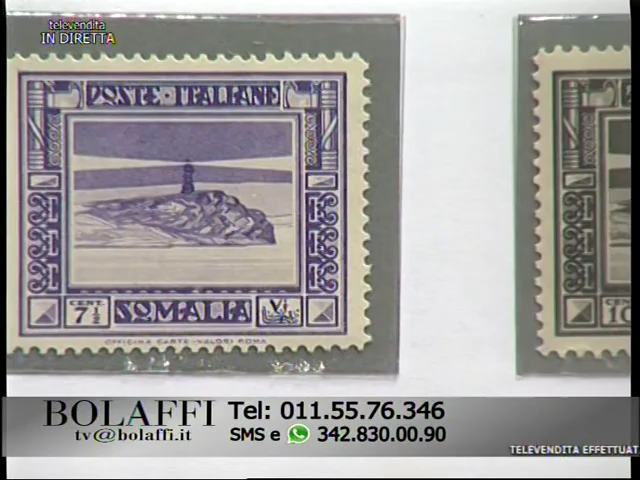 televendita
IN DIRETTA
POSTE·ITALIANE
CENT.
7½
SOMALIA
OFFICINA CARTE-VALORI ROMA
CEN
10
BOLAFFI
tv@bolaffi.it
Tel: 011.55.76.346
SMS e 342.830.00.90
TELEVENDITA EFFETTUAT